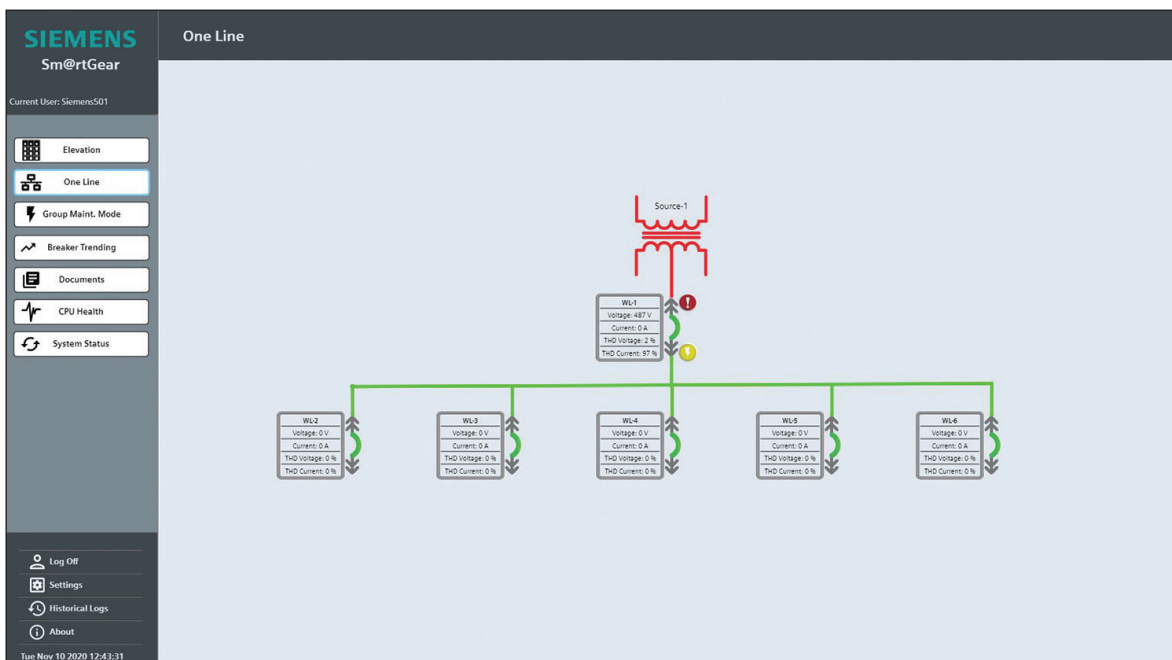 SIEMENS
Sm@rtGear
Current User: Siemens501
One Line
Elevation
One Line
Group Maint. Mode
Breaker Trending
Documents
CPU Health
System Status
Log Off
Settings
Historical Logs
About
Tue Nov 10 2020 12:43:31
Source-1
WL-1
Voltage: 487 V
Current: 0 A
THD Voltage: 2 %
THD Current: 97 %
WL-2
Voltage: 0 V
Current: 0 A
THD Voltage: 0 %
THD Current: 0 %
WL-3
Voltage: 0 V
Current: 0 A
THD Voltage: 0 %
THD Current: 0 %
WL-4
Voltage: 0 V
Current: 0 A
THD Voltage: 0 %
THD Current: 0 %
WL-5
Voltage: 0 V
Current: 0 A
THD Voltage: 0 %
THD Current: 0 %
WL-6
Voltage: 0 V
Current: 0 A
THD Voltage: 0 %
THD Current: 0 %